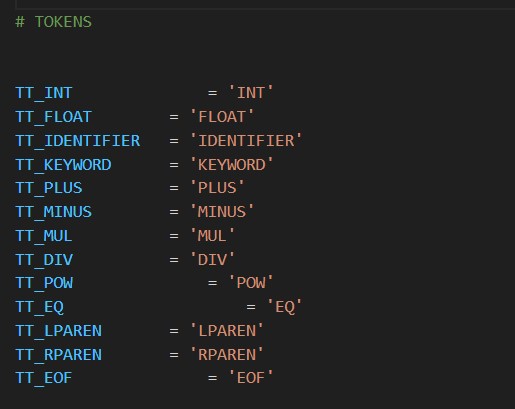 # TOKENS
TT_INT = 'INT'
TT_FLOAT = 'FLOAT'
TT_IDENTIFIER = 'IDENTIFIER'
TT_KEYWORD = 'KEYWORD'
TT_PLUS = 'PLUS'
TT_MINUS = 'MINUS'
TT_MUL = 'MUL'
TT_DIV = 'DIV'
TT_POW = 'POW'
TT_EQ = 'EQ'
TT_LPAREN = 'LPAREN'
TT_RPAREN = 'RPAREN'
TT_EOF = 'EOF'